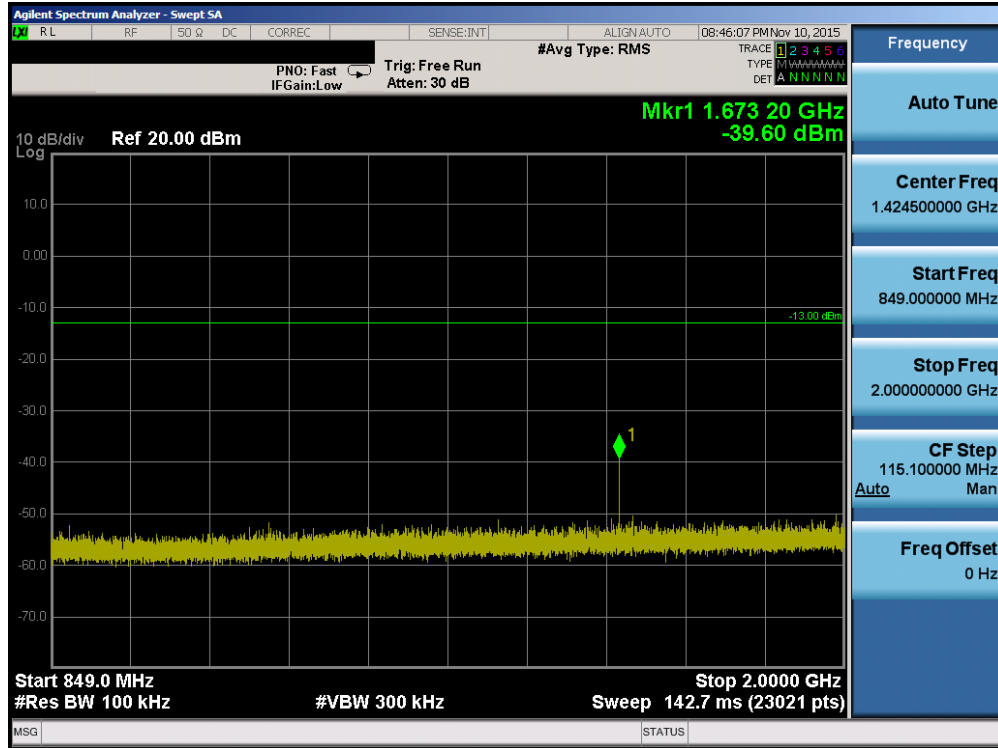 Agilent Spectrum Analyzer - Swept SA
LXI RL RF 50 Ω DC CORREC SENSE:INT ALIGN AUTO 08:46:07 PM Nov 10, 2015
#Avg Type: RMS TRACE 1 2 3 4 5 6
PNO: Fast Trig: Free Run TYPE M WWWWW
IFGain:Low Atten: 30 dB DET A N N N N N
Mkr1 1.673 20 GHz
-39.60 dBm
10 dB/div Ref 20.00 dBm
Log
10.0
0.00
-10.0
-13.00 dBm
-20.0
-30.0
1
-40.0
-50.0
-60.0
-70.0
Start 849.0 MHz Stop 2.0000 GHz
#Res BW 100 kHz #VBW 300 kHz Sweep 142.7 ms (23021 pts)
MSG STATUS
Frequency
Auto Tune
Center Freq
1.424500000 GHz
Start Freq
849.000000 MHz
Stop Freq
2.000000000 GHz
CF Step
115.100000 MHz
Auto Man
Freq Offset
0 Hz